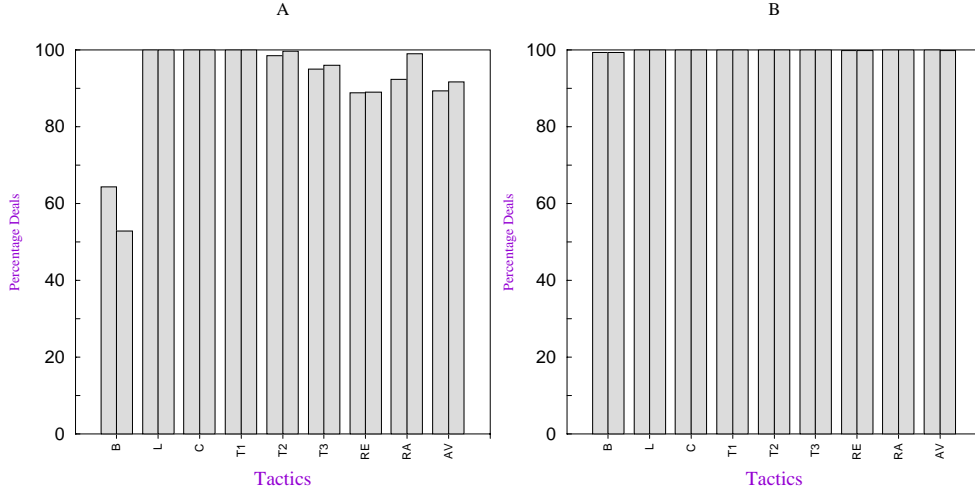 A
Percentage Deals
100
80
60
40
20
0
B L C T1 T2 T3 RE RA AV
Tactics
B
Percentage Deals
100
80
60
40
20
0
B L C T1 T2 T3 RE RA AV
Tactics